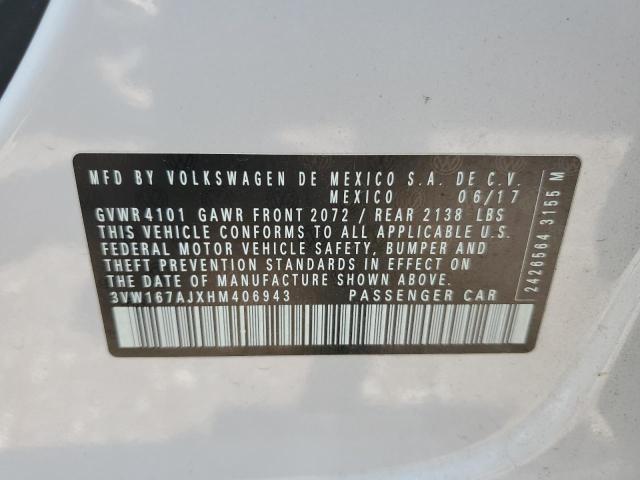 MFD BY VOLKSWAGEN DE MEXICO S.A. DE C.V.
MEXICO 06/17
GVWR 4101 GAWR FRONT 2072 / REAR 2138 LBS
THIS VEHICLE CONFORMS TO ALL APPLICABLE U.S.
FEDERAL MOTOR VEHICLE SAFETY, BUMPER AND
THEFT PREVENTION STANDARDS IN EFFECT ON
THE DATE OF MANUFACTURE SHOWN ABOVE.
3VW167AJXHM406943 PASSENGER CAR
2426564 3155 M